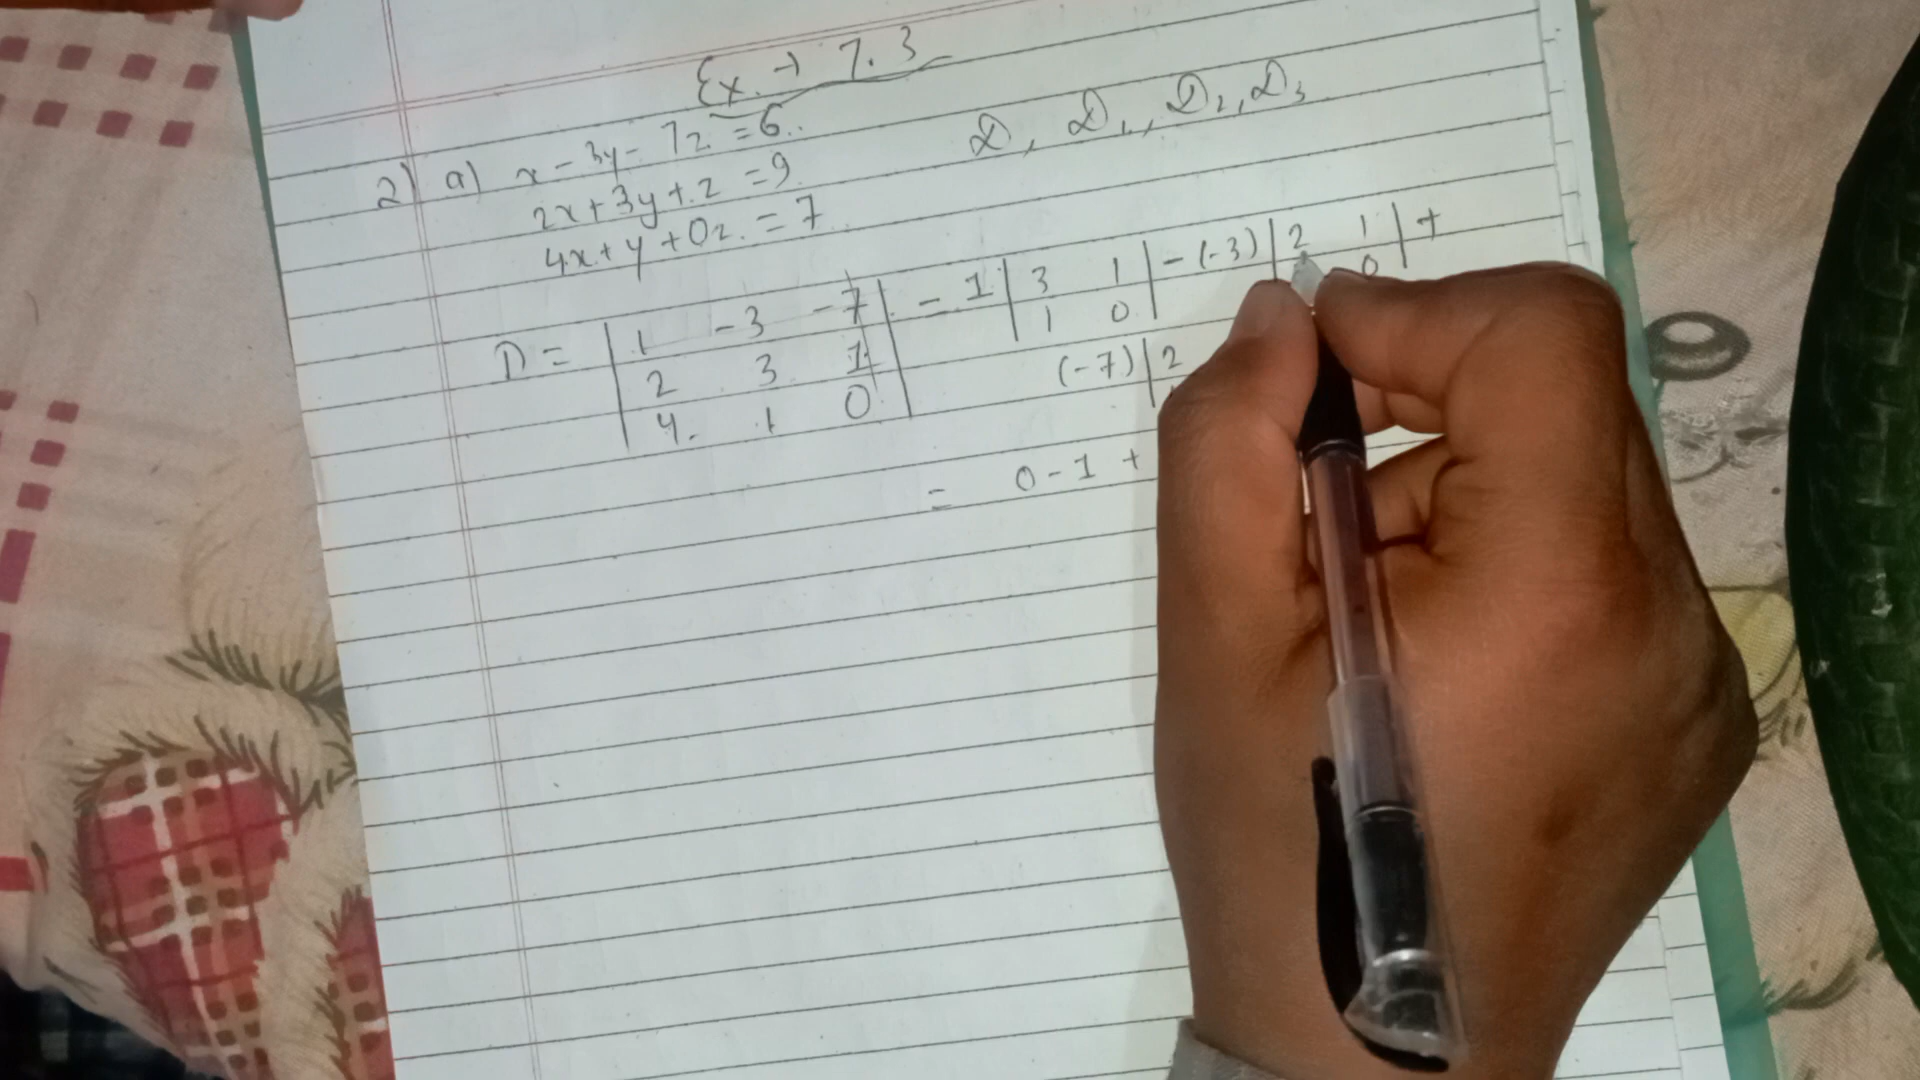 Ex. → 7.3
2) a) x - 3y - 7z = 6
2x + 3y + z = 9
4x + y + 0z = 7
D, D1, D2, D3
D = | 1 -3 -7 | = 1 | 3 1 | - (-3) | 2 1 | +
| 2 3 1 | | 1 0 | 0 |
| 4 1 0 | (-7) | 2
= 0 - 1 +